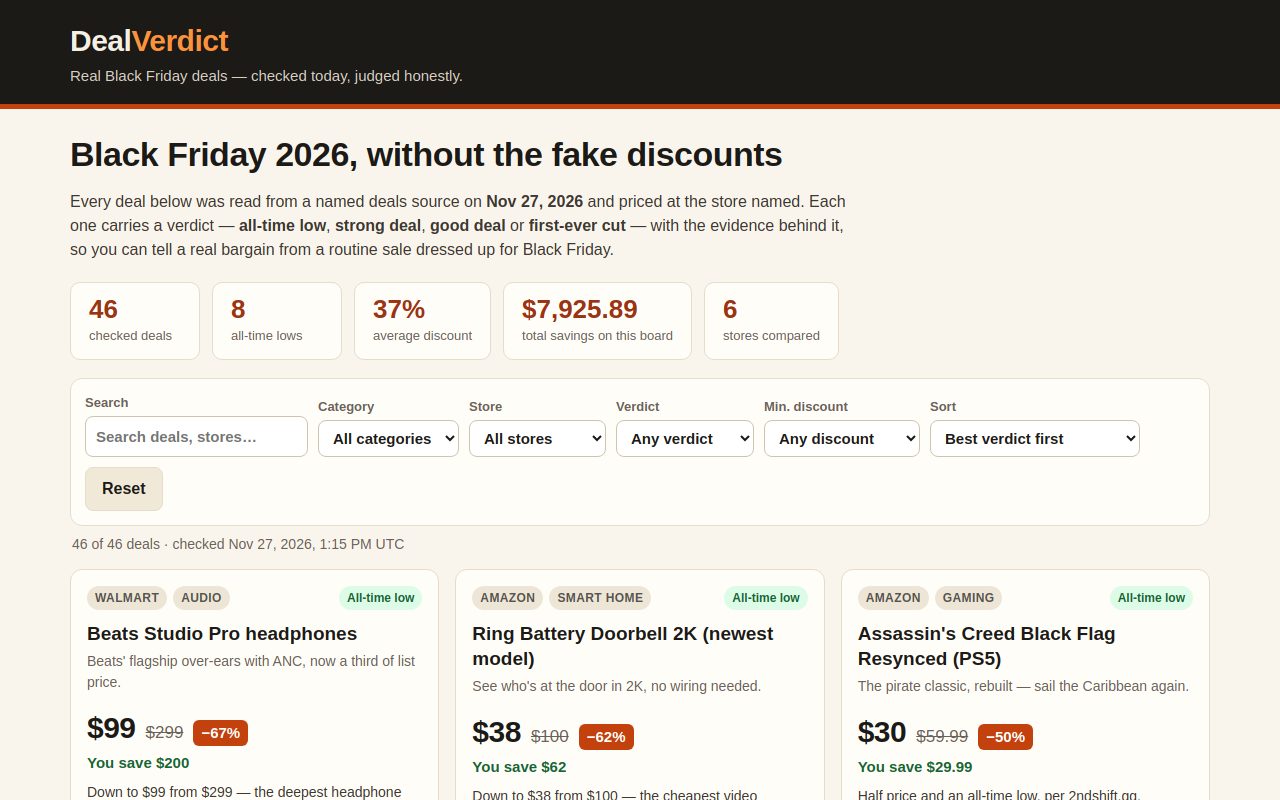 DealVerdict
Real Black Friday deals — checked today, judged honestly.
Black Friday 2026, without the fake discounts
Every deal below was read from a named deals source on Nov 27, 2026 and priced at the store named. Each
one carries a verdict — all-time low, strong deal, good deal or first-ever cut — with the evidence behind it,
so you can tell a real bargain from a routine sale dressed up for Black Friday.
46
checked deals
8
all-time lows
37%
average discount
$7,925.89
total savings on this board
6
stores compared
Search
Search deals, stores…
Category
All categories
Store
All stores
Verdict
Any verdict
Min. discount
Any discount
Sort
Best verdict first
Reset
46 of 46 deals · checked Nov 27, 2026, 1:15 PM UTC
WALMART AUDIO All-time low
Beats Studio Pro headphones
Beats' flagship over-ears with ANC, now a third of list
price.
$99 $299 −67%
You save $200
Down to $99 from $299 — the deepest headphone
AMAZON SMART HOME All-time low
Ring Battery Doorbell 2K (newest
model)
See who's at the door in 2K, no wiring needed.
$38 $100 −62%
You save $62
Down to $38 from $100 — the cheapest video
AMAZON GAMING All-time low
Assassin's Creed Black Flag
Resynced (PS5)
The pirate classic, rebuilt — sail the Caribbean again.
$30 $59.99 −50%
You save $29.99
Half price and an all-time low, per 2ndshift.gg.